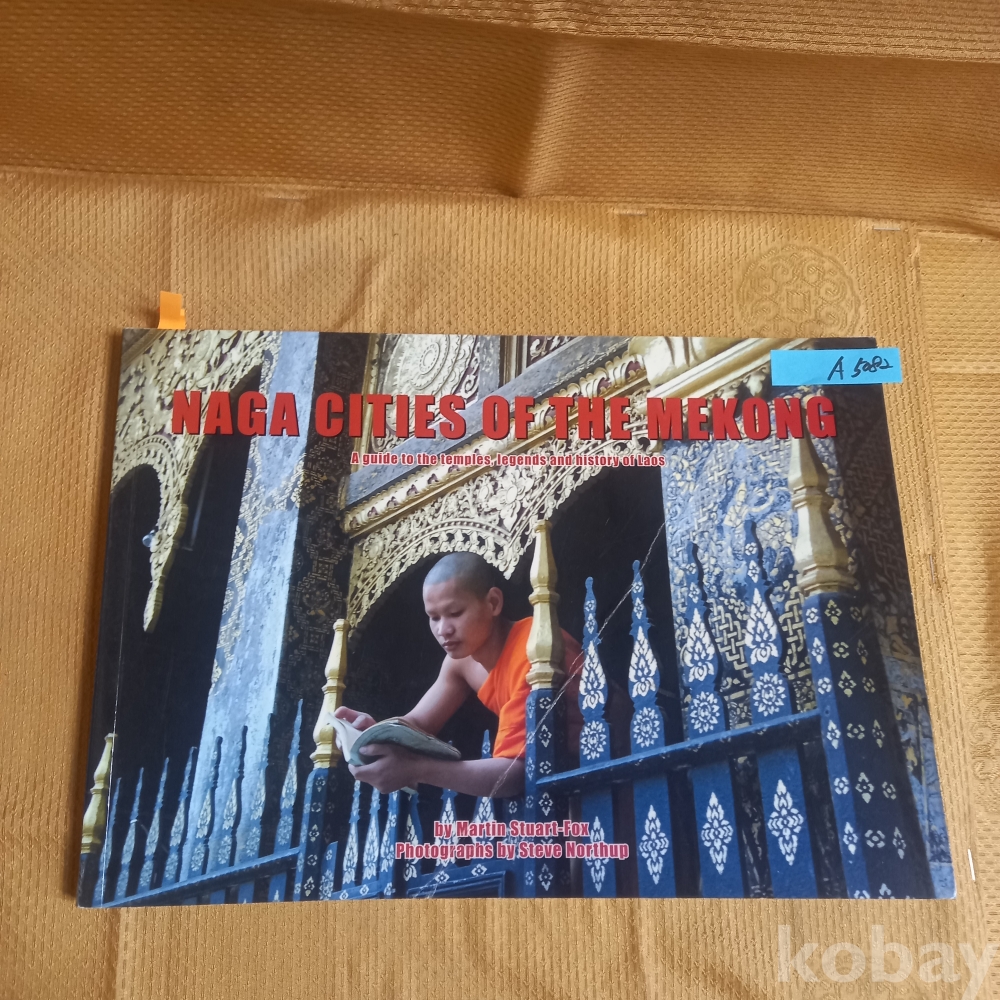 A 5082
NAGA CITIES OF THE MEKONG
A guide to the temples, legends and history of Laos
by Martin Stuart-Fox
Photographs by Steve Northup
kobay